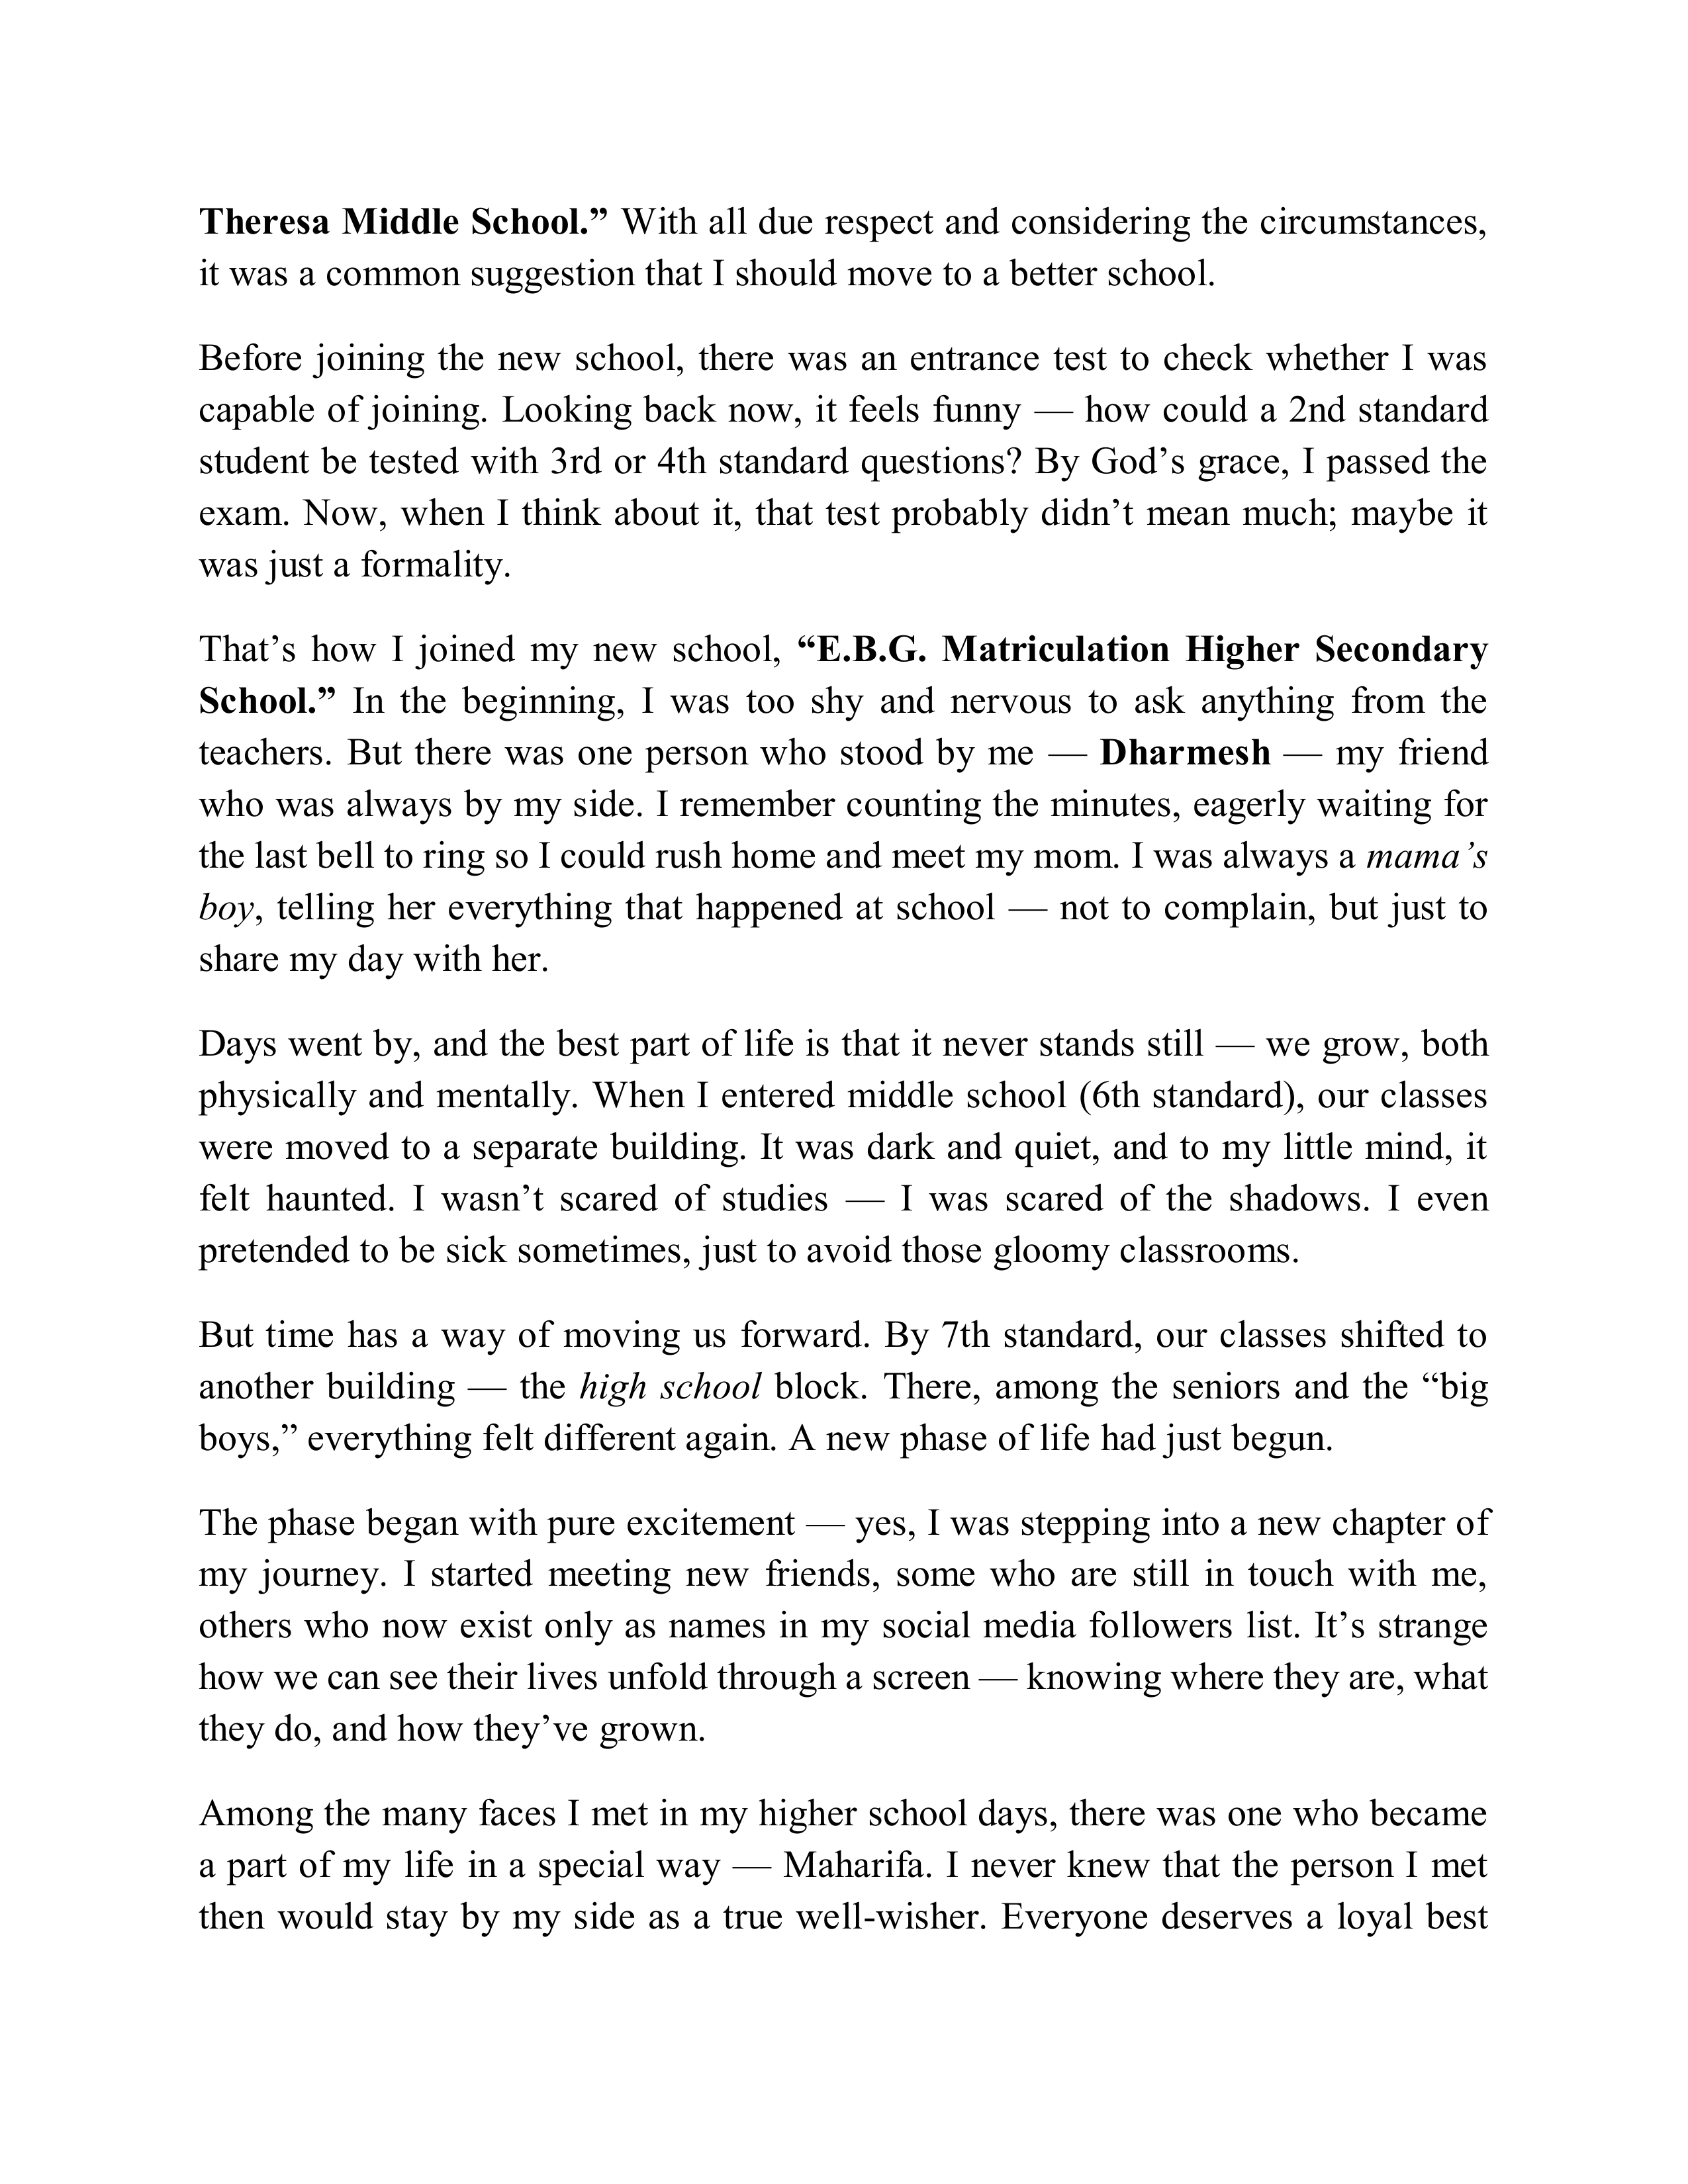 Theresa Middle School.” With all due respect and considering the circumstances,
it was a common suggestion that I should move to a better school.
Before joining the new school, there was an entrance test to check whether I was
capable of joining. Looking back now, it feels funny — how could a 2nd standard
student be tested with 3rd or 4th standard questions? By God’s grace, I passed the
exam. Now, when I think about it, that test probably didn’t mean much; maybe it
was just a formality.
That’s how I joined my new school, “E.B.G. Matriculation Higher Secondary
School.” In the beginning, I was too shy and nervous to ask anything from the
teachers. But there was one person who stood by me — Dharmesh — my friend
who was always by my side. I remember counting the minutes, eagerly waiting for
the last bell to ring so I could rush home and meet my mom. I was always a mama’s
boy, telling her everything that happened at school — not to complain, but just to
share my day with her.
Days went by, and the best part of life is that it never stands still — we grow, both
physically and mentally. When I entered middle school (6th standard), our classes
were moved to a separate building. It was dark and quiet, and to my little mind, it
felt haunted. I wasn’t scared of studies — I was scared of the shadows. I even
pretended to be sick sometimes, just to avoid those gloomy classrooms.
But time has a way of moving us forward. By 7th standard, our classes shifted to
another building — the high school block. There, among the seniors and the “big
boys,” everything felt different again. A new phase of life had just begun.
The phase began with pure excitement — yes, I was stepping into a new chapter of
my journey. I started meeting new friends, some who are still in touch with me,
others who now exist only as names in my social media followers list. It’s strange
how we can see their lives unfold through a screen — knowing where they are, what
they do, and how they’ve grown.
Among the many faces I met in my higher school days, there was one who became
a part of my life in a special way — Maharifa. I never knew that the person I met
then would stay by my side as a true well-wisher. Everyone deserves a loyal best